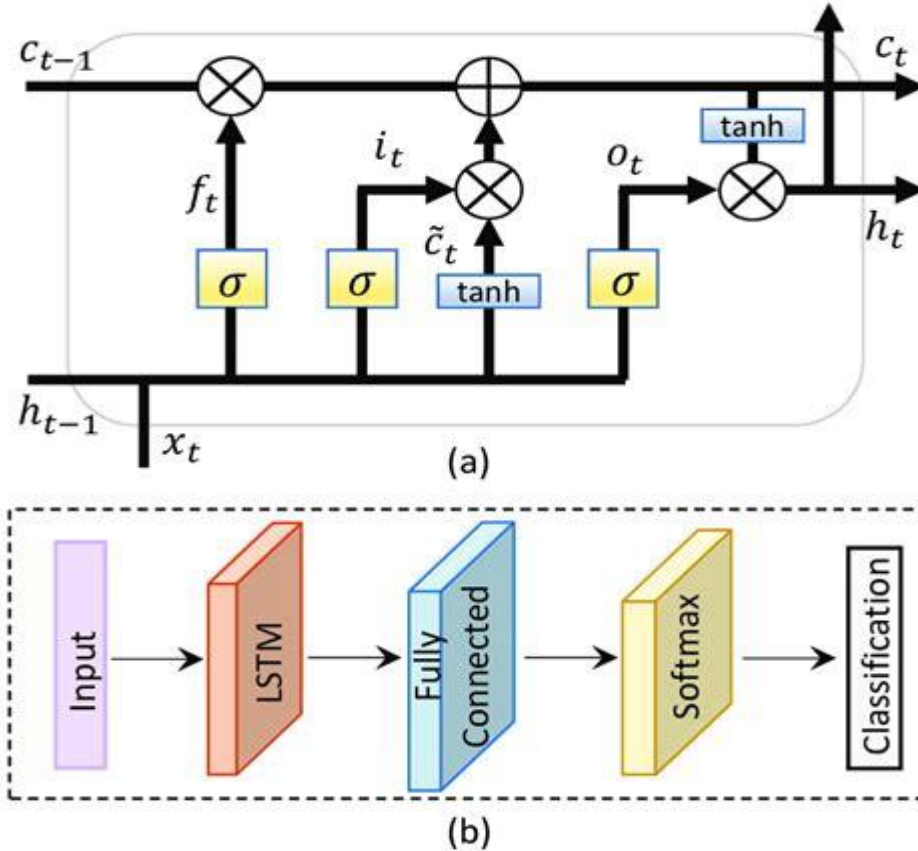 c_{t-1}
c_t
tanh
i_t
o_t
f_t
h_t
c̃_t
σ
σ
tanh
σ
h_{t-1}
x_t
(a)
Input
LSTM
Fully
Connected
Softmax
Classification
(b)